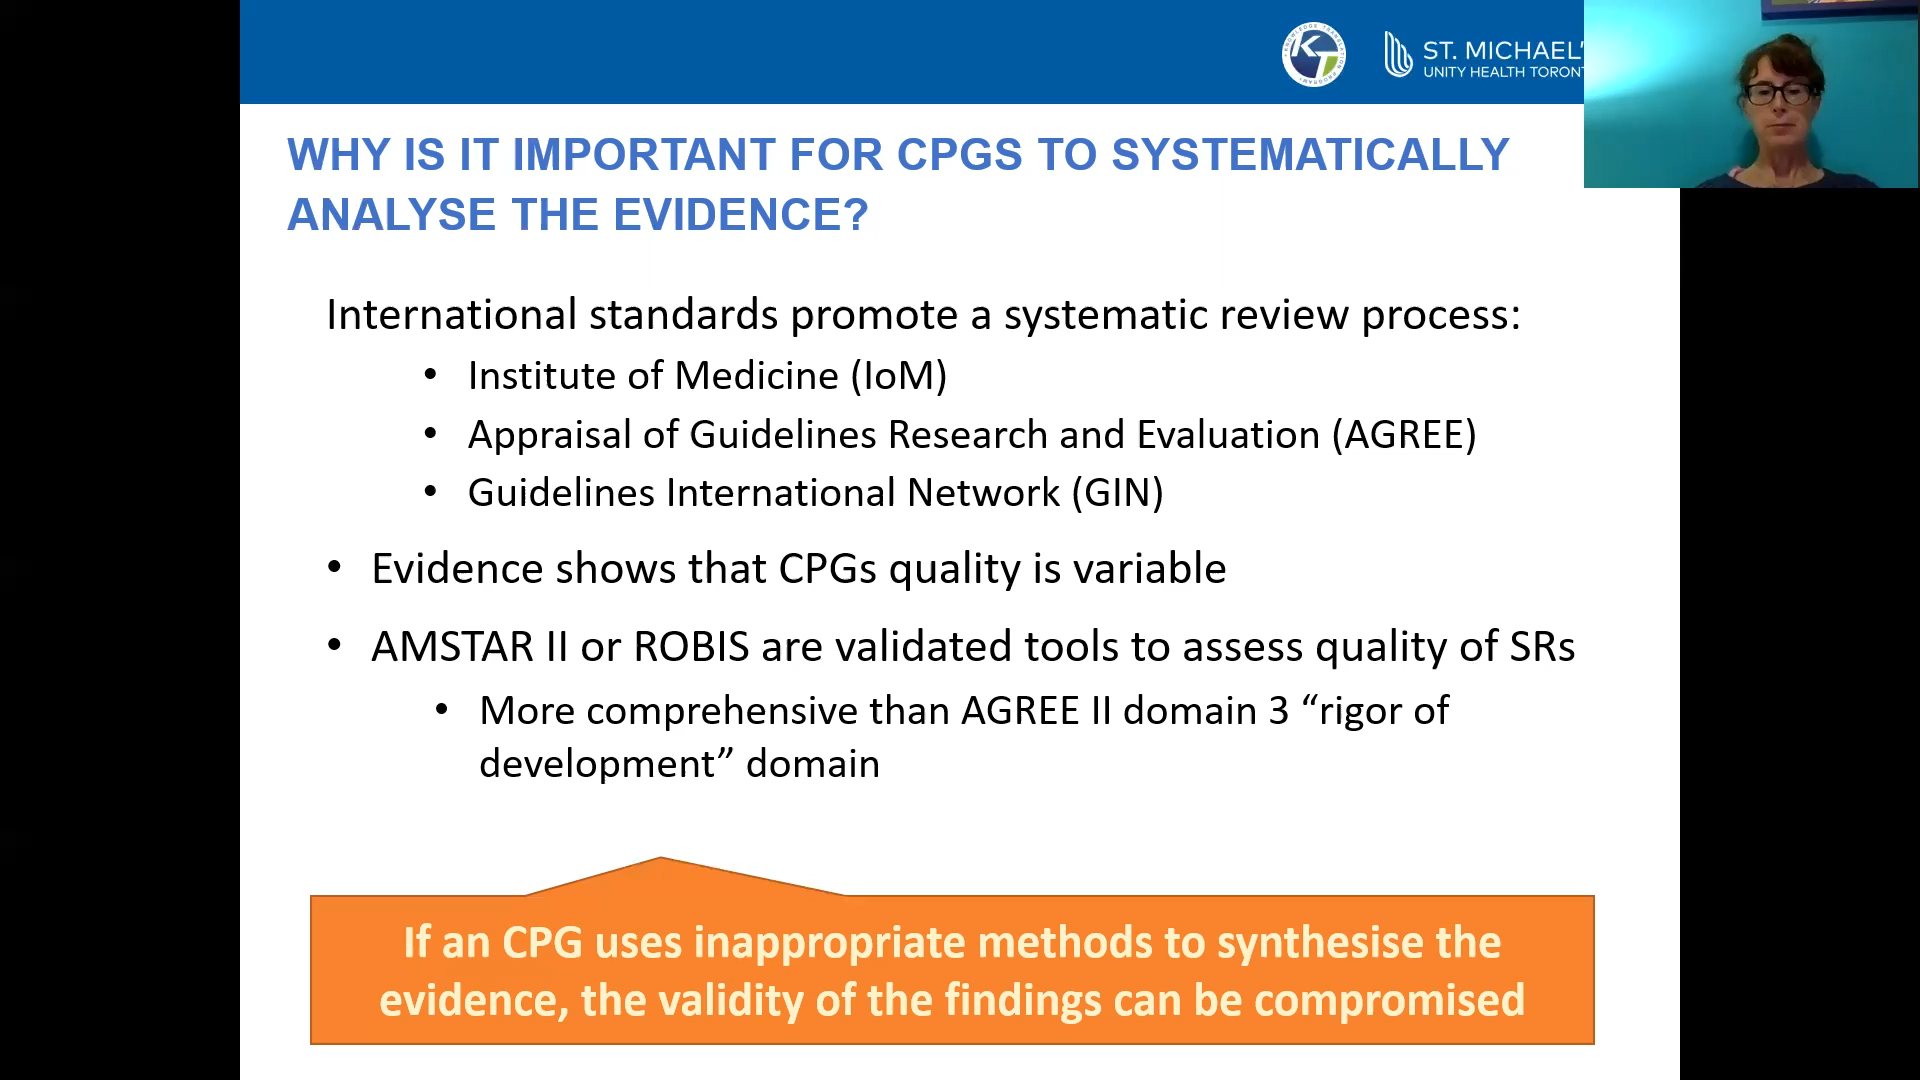 KNOWLEDGE TRANSLATION PROGRAM
KT
ST. MICHAEL'
UNITY HEALTH TORONT
WHY IS IT IMPORTANT FOR CPGS TO SYSTEMATICALLY
ANALYSE THE EVIDENCE?
International standards promote a systematic review process:
• Institute of Medicine (IoM)
• Appraisal of Guidelines Research and Evaluation (AGREE)
• Guidelines International Network (GIN)
• Evidence shows that CPGs quality is variable
• AMSTAR II or ROBIS are validated tools to assess quality of SRs
• More comprehensive than AGREE II domain 3 “rigor of
development” domain
If an CPG uses inappropriate methods to synthesise the
evidence, the validity of the findings can be compromised